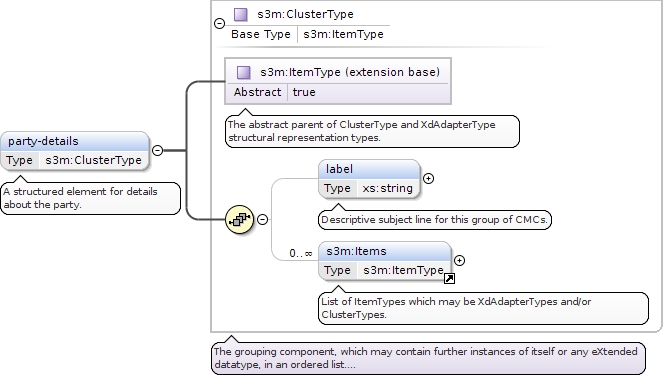 s3m:ClusterType
Base Type s3m:ItemType
s3m:ItemType (extension base)
Abstract true
The abstract parent of ClusterType and XdAdapterType
structural representation types.
party-details
Type s3m:ClusterType
A structured element for details
about the party.
label
Type xs:string
Descriptive subject line for this group of CMCs.
0..∞
s3m:Items
Type s3m:ItemType
List of ItemTypes which may be XdAdapterTypes and/or
ClusterTypes.
The grouping component, which may contain further instances of itself or any eXtended
datatype, in an ordered list....